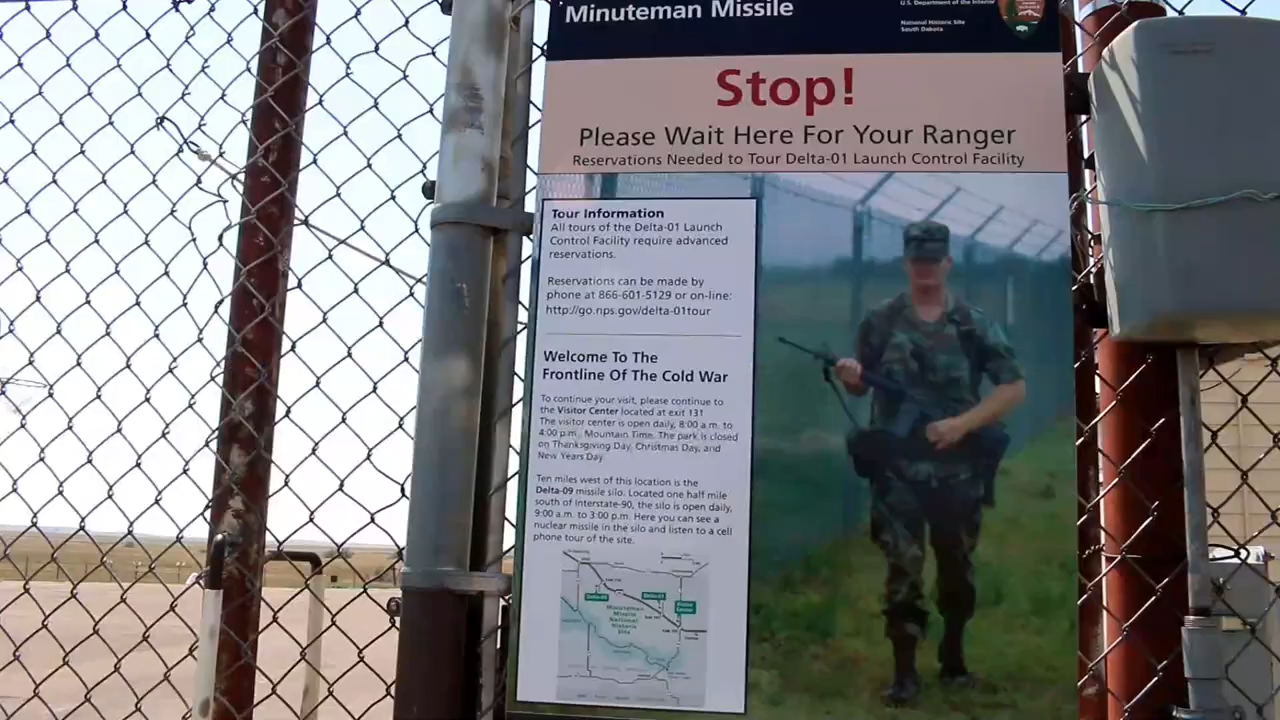 Minuteman Missile
U.S. Department of the Interior
National Historic Site
South Dakota
Stop!
Please Wait Here For Your Ranger
Reservations Needed to Tour Delta-01 Launch Control Facility
Tour Information
All tours of the Delta-01 Launch
Control Facility require advanced
reservations.
Reservations can be made by
phone at 866-601-5129 or on-line:
http://go.nps.gov/delta-01tour
Welcome To The
Frontline Of The Cold War
To continue your visit, please continue to
the Visitor Center located at exit 131
The visitor center is open daily, 8:00 a.m. to
4:00 p.m. Mountain Time. The park is closed
on Thanksgiving Day, Christmas Day, and
New Years Day.
Ten miles west of this location is the
Delta-09 missile silo. Located one half mile
south of Interstate-90, the silo is open daily,
9:00 a.m. to 3:00 p.m. Here you can see a
nuclear missile in the silo and listen to a cell
phone tour of the site.
Delta-09
Delta-01
Visitor
Center
Minuteman
Missile
National
Historic
Site